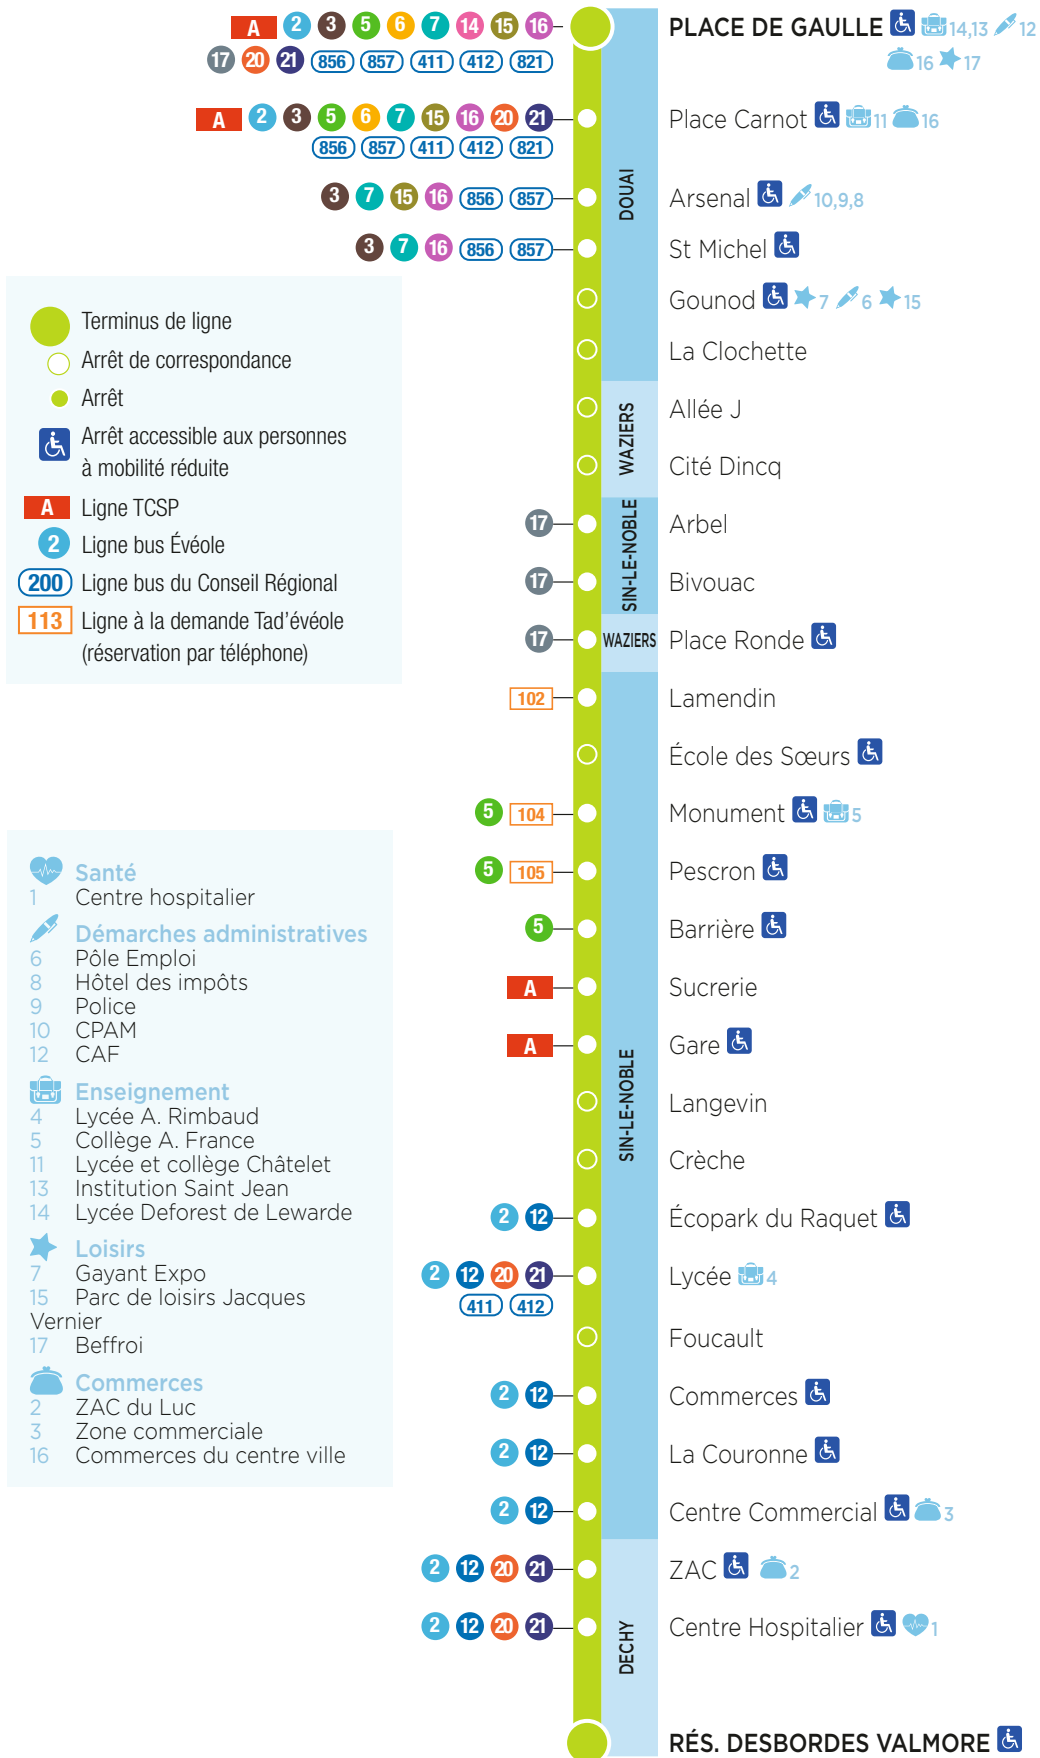 A 2 3 5 6 7 14 15 16 PLACE DE GAULLE 14,13 12
17 20 21 856 857 411 412 821 16 17
A 2 3 5 6 7 15 16 20 21 Place Carnot 11 16
856 857 411 412 821
DOUAI
3 7 15 16 856 857 Arsenal 10,9,8
3 7 16 856 857 St Michel
Gounod 7 6 15
La Clochette
WAZIERS
Allée J
Cité Dincq
SIN-LE-NOBLE
17 Arbel
17 Bivouac
17 WAZIERS Place Ronde
102 Lamendin
École des Sœurs
5 104 Monument 5
5 105 Pescron
5 Barrière
A Sucrerie
A Gare
SIN-LE-NOBLE
Langevin
Crèche
2 12 Écopark du Raquet
2 12 20 21 Lycée 4
411 412
Foucault
2 12 Commerces
2 12 La Couronne
2 12 Centre Commercial 3
2 12 20 21 ZAC 2
2 12 20 21 Centre Hospitalier 1
DECHY
RÉS. DESBORDES VALMORE
Terminus de ligne
Arrêt de correspondance
Arrêt
Arrêt accessible aux personnes
à mobilité réduite
A Ligne TCSP
2 Ligne bus Évéole
200 Ligne bus du Conseil Régional
113 Ligne à la demande Tad'évéole
(réservation par téléphone)
Santé
1 Centre hospitalier
Démarches administratives
6 Pôle Emploi
8 Hôtel des impôts
9 Police
10 CPAM
12 CAF
Enseignement
4 Lycée A. Rimbaud
5 Collège A. France
11 Lycée et collège Châtelet
13 Institution Saint Jean
14 Lycée Deforest de Lewarde
Loisirs
7 Gayant Expo
15 Parc de loisirs Jacques
Vernier
17 Beffroi
Commerces
2 ZAC du Luc
3 Zone commerciale
16 Commerces du centre ville